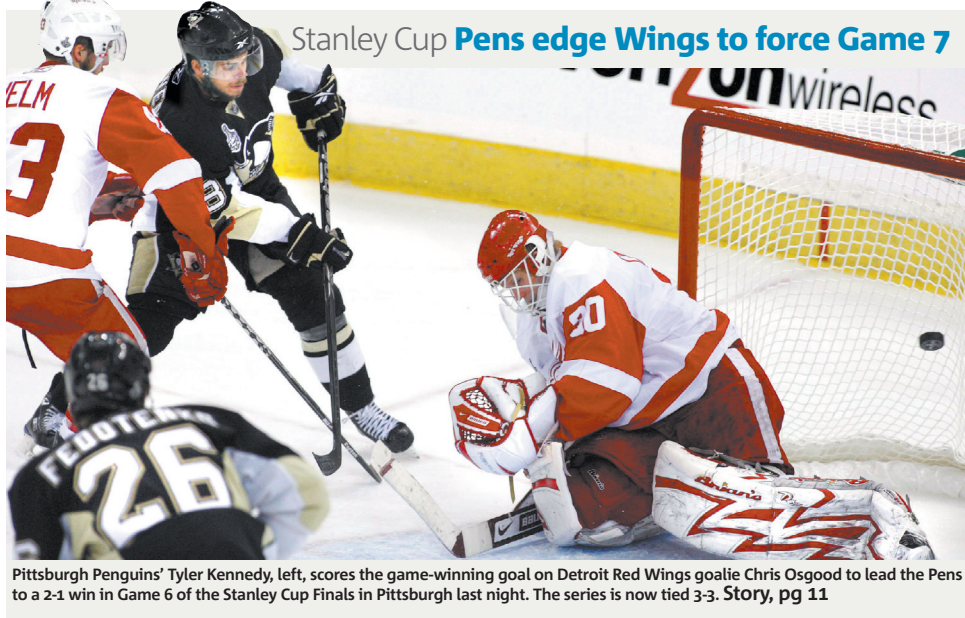 Stanley Cup Pens edge Wings to force Game 7
wireless
ELM
3
8
30
26
FEDOTENKO
26
Brian's
Pittsburgh Penguins’ Tyler Kennedy, left, scores the game-winning goal on Detroit Red Wings goalie Chris Osgood to lead the Pens
to a 2-1 win in Game 6 of the Stanley Cup Finals in Pittsburgh last night. The series is now tied 3-3. Story, pg 11